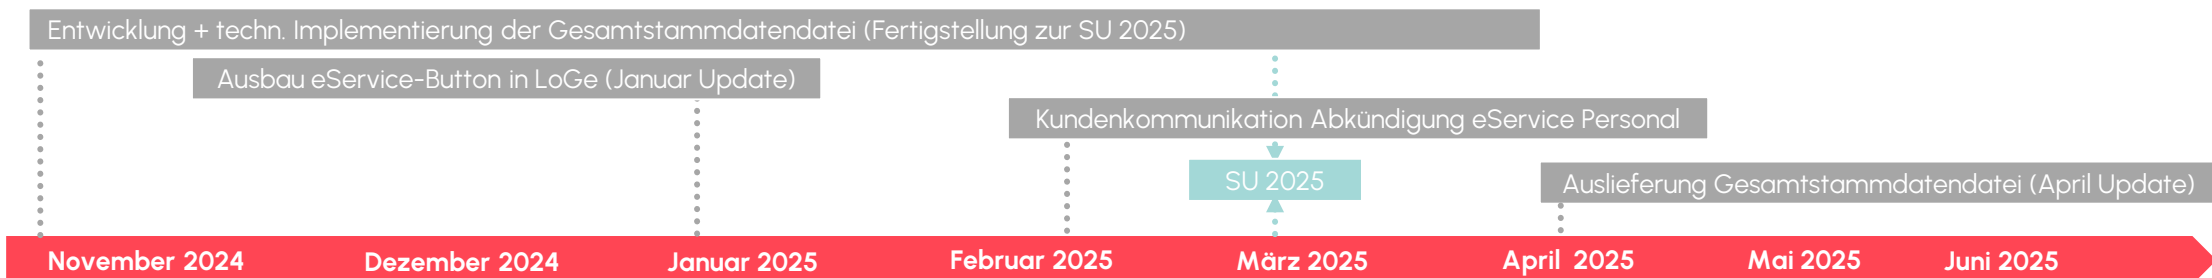 Entwicklung + techn. Implementierung der Gesamtstammdatendatei (Fertigstellung zur SU 2025)
Ausbau eService-Button in LoGe (Januar Update)
Kundenkommunikation Abkündigung eService Personal
SU 2025
Auslieferung Gesamtstammdatendatei (April Update)
November 2024
Dezember 2024
Januar 2025
Februar 2025
März 2025
April 2025
Mai 2025
Juni 2025